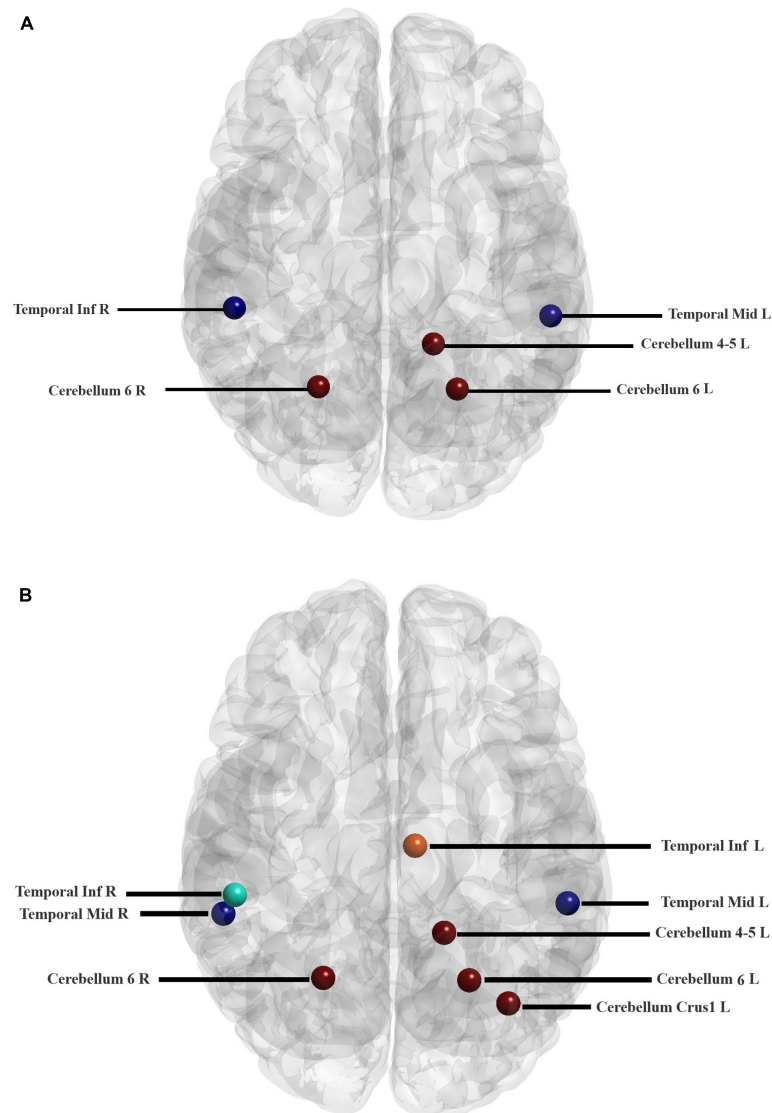 A
Temporal Inf R
Temporal Mid L
Cerebellum 4-5 L
Cerebellum 6 R
Cerebellum 6 L
B
Temporal Inf L
Temporal Inf R
Temporal Mid L
Temporal Mid R
Cerebellum 4-5 L
Cerebellum 6 R
Cerebellum 6 L
Cerebellum Crus1 L